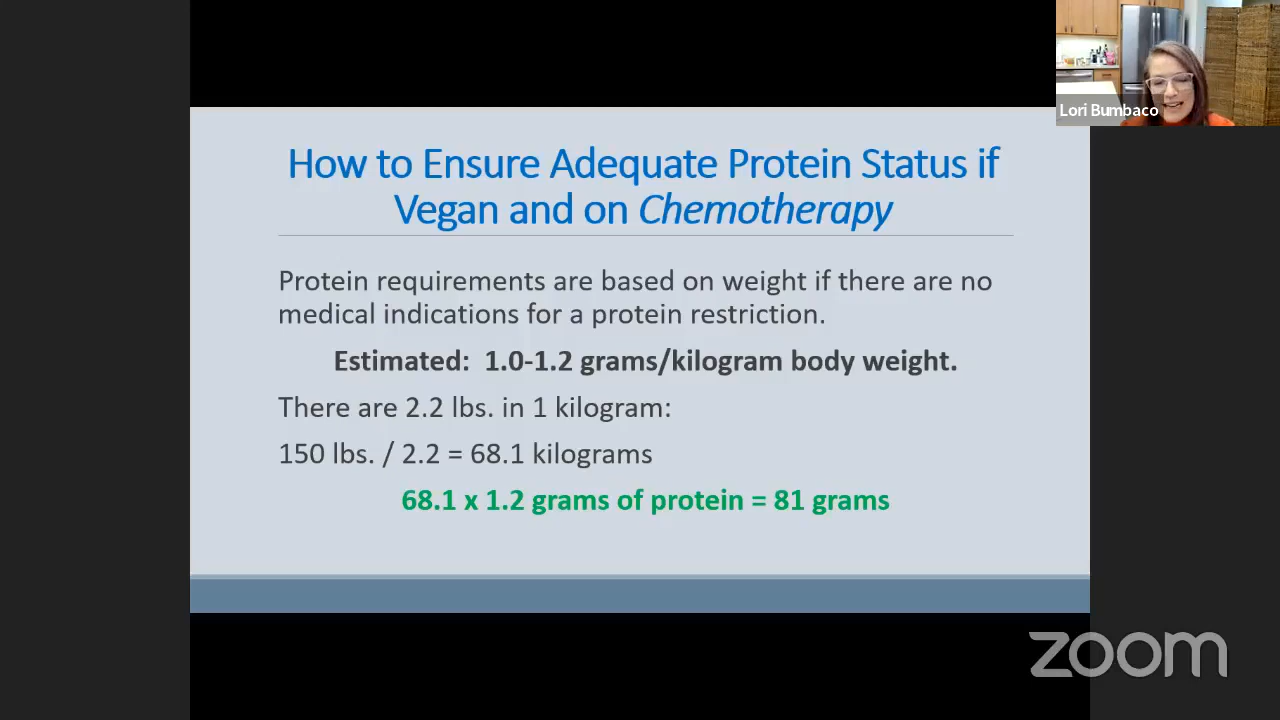 Lori Bumbaco
How to Ensure Adequate Protein Status if
Vegan and on Chemotherapy
Protein requirements are based on weight if there are no
medical indications for a protein restriction.
Estimated:  1.0-1.2 grams/kilogram body weight.
There are 2.2 lbs. in 1 kilogram:
150 lbs. / 2.2 = 68.1 kilograms
68.1 x 1.2 grams of protein = 81 grams
zoom